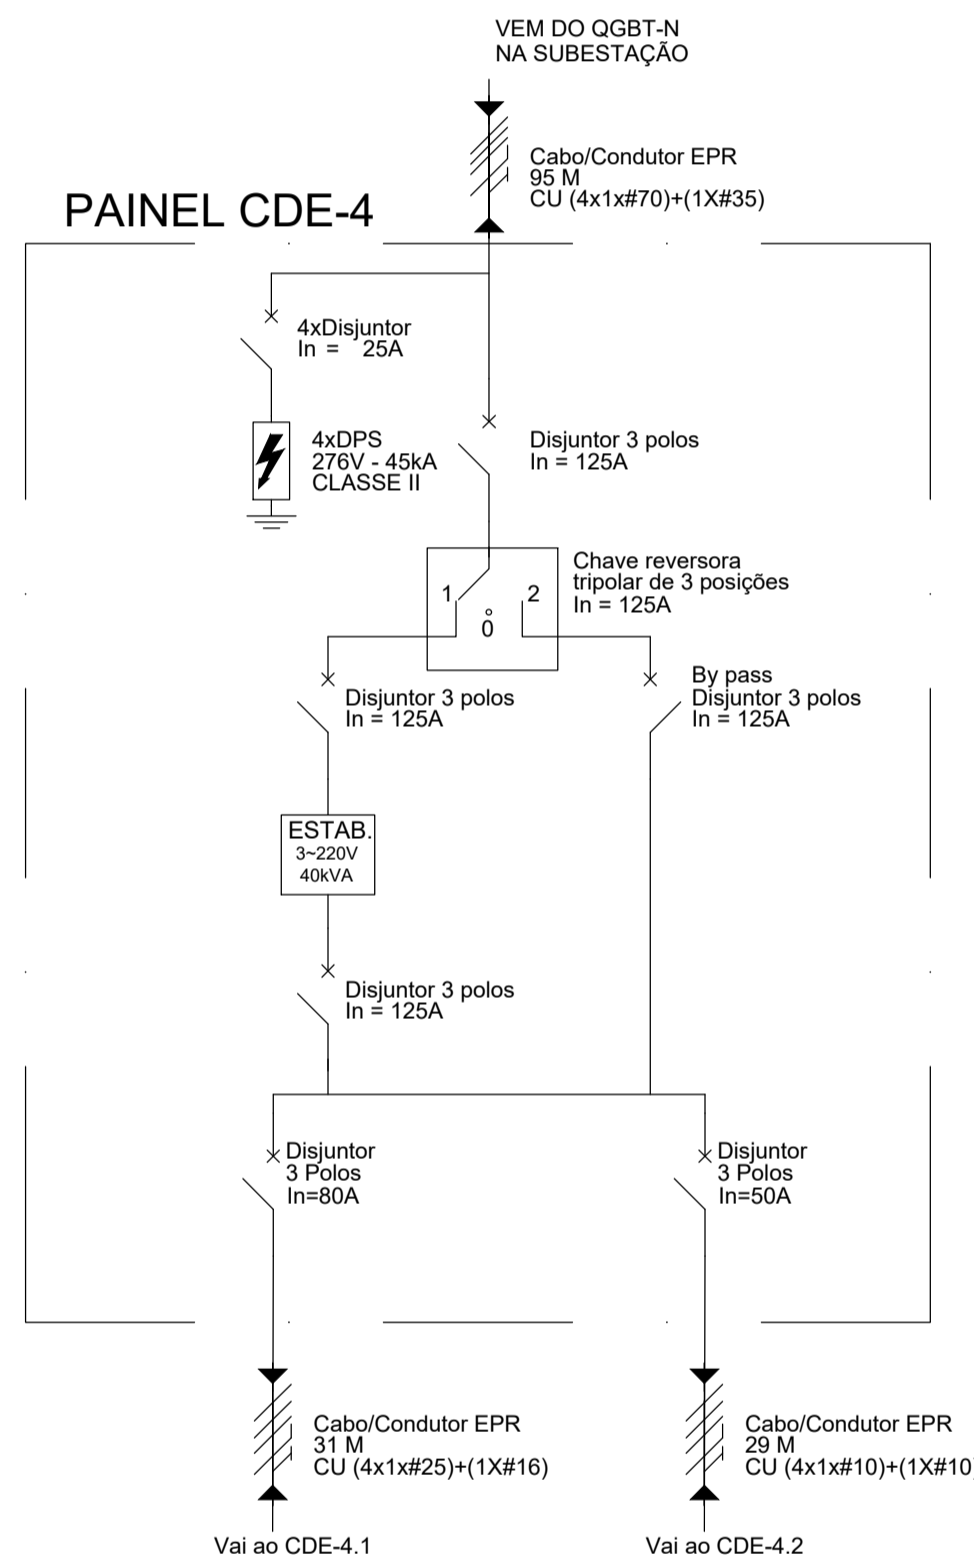 VEM DO QGBT-N
NA SUBESTAÇÃO
Cabo/Condutor EPR
95 M
CU (4x1x#70)+(1X#35)
PAINEL CDE-4
4xDisjuntor
In = 25A
4xDPS
276V - 45kA
CLASSE II
Disjuntor 3 polos
In = 125A
Chave reversora
tripolar de 3 posições
In = 125A
1
2
0
Disjuntor 3 polos
In = 125A
By pass
Disjuntor 3 polos
In = 125A
ESTAB.
3~220V
40kVA
Disjuntor 3 polos
In = 125A
Disjuntor
3 Polos
In=80A
Disjuntor
3 Polos
In=50A
Cabo/Condutor EPR
31 M
CU (4x1x#25)+(1X#16)
Vai ao CDE-4.1
Cabo/Condutor EPR
29 M
CU (4x1x#10)+(1X#10)
Vai ao CDE-4.2